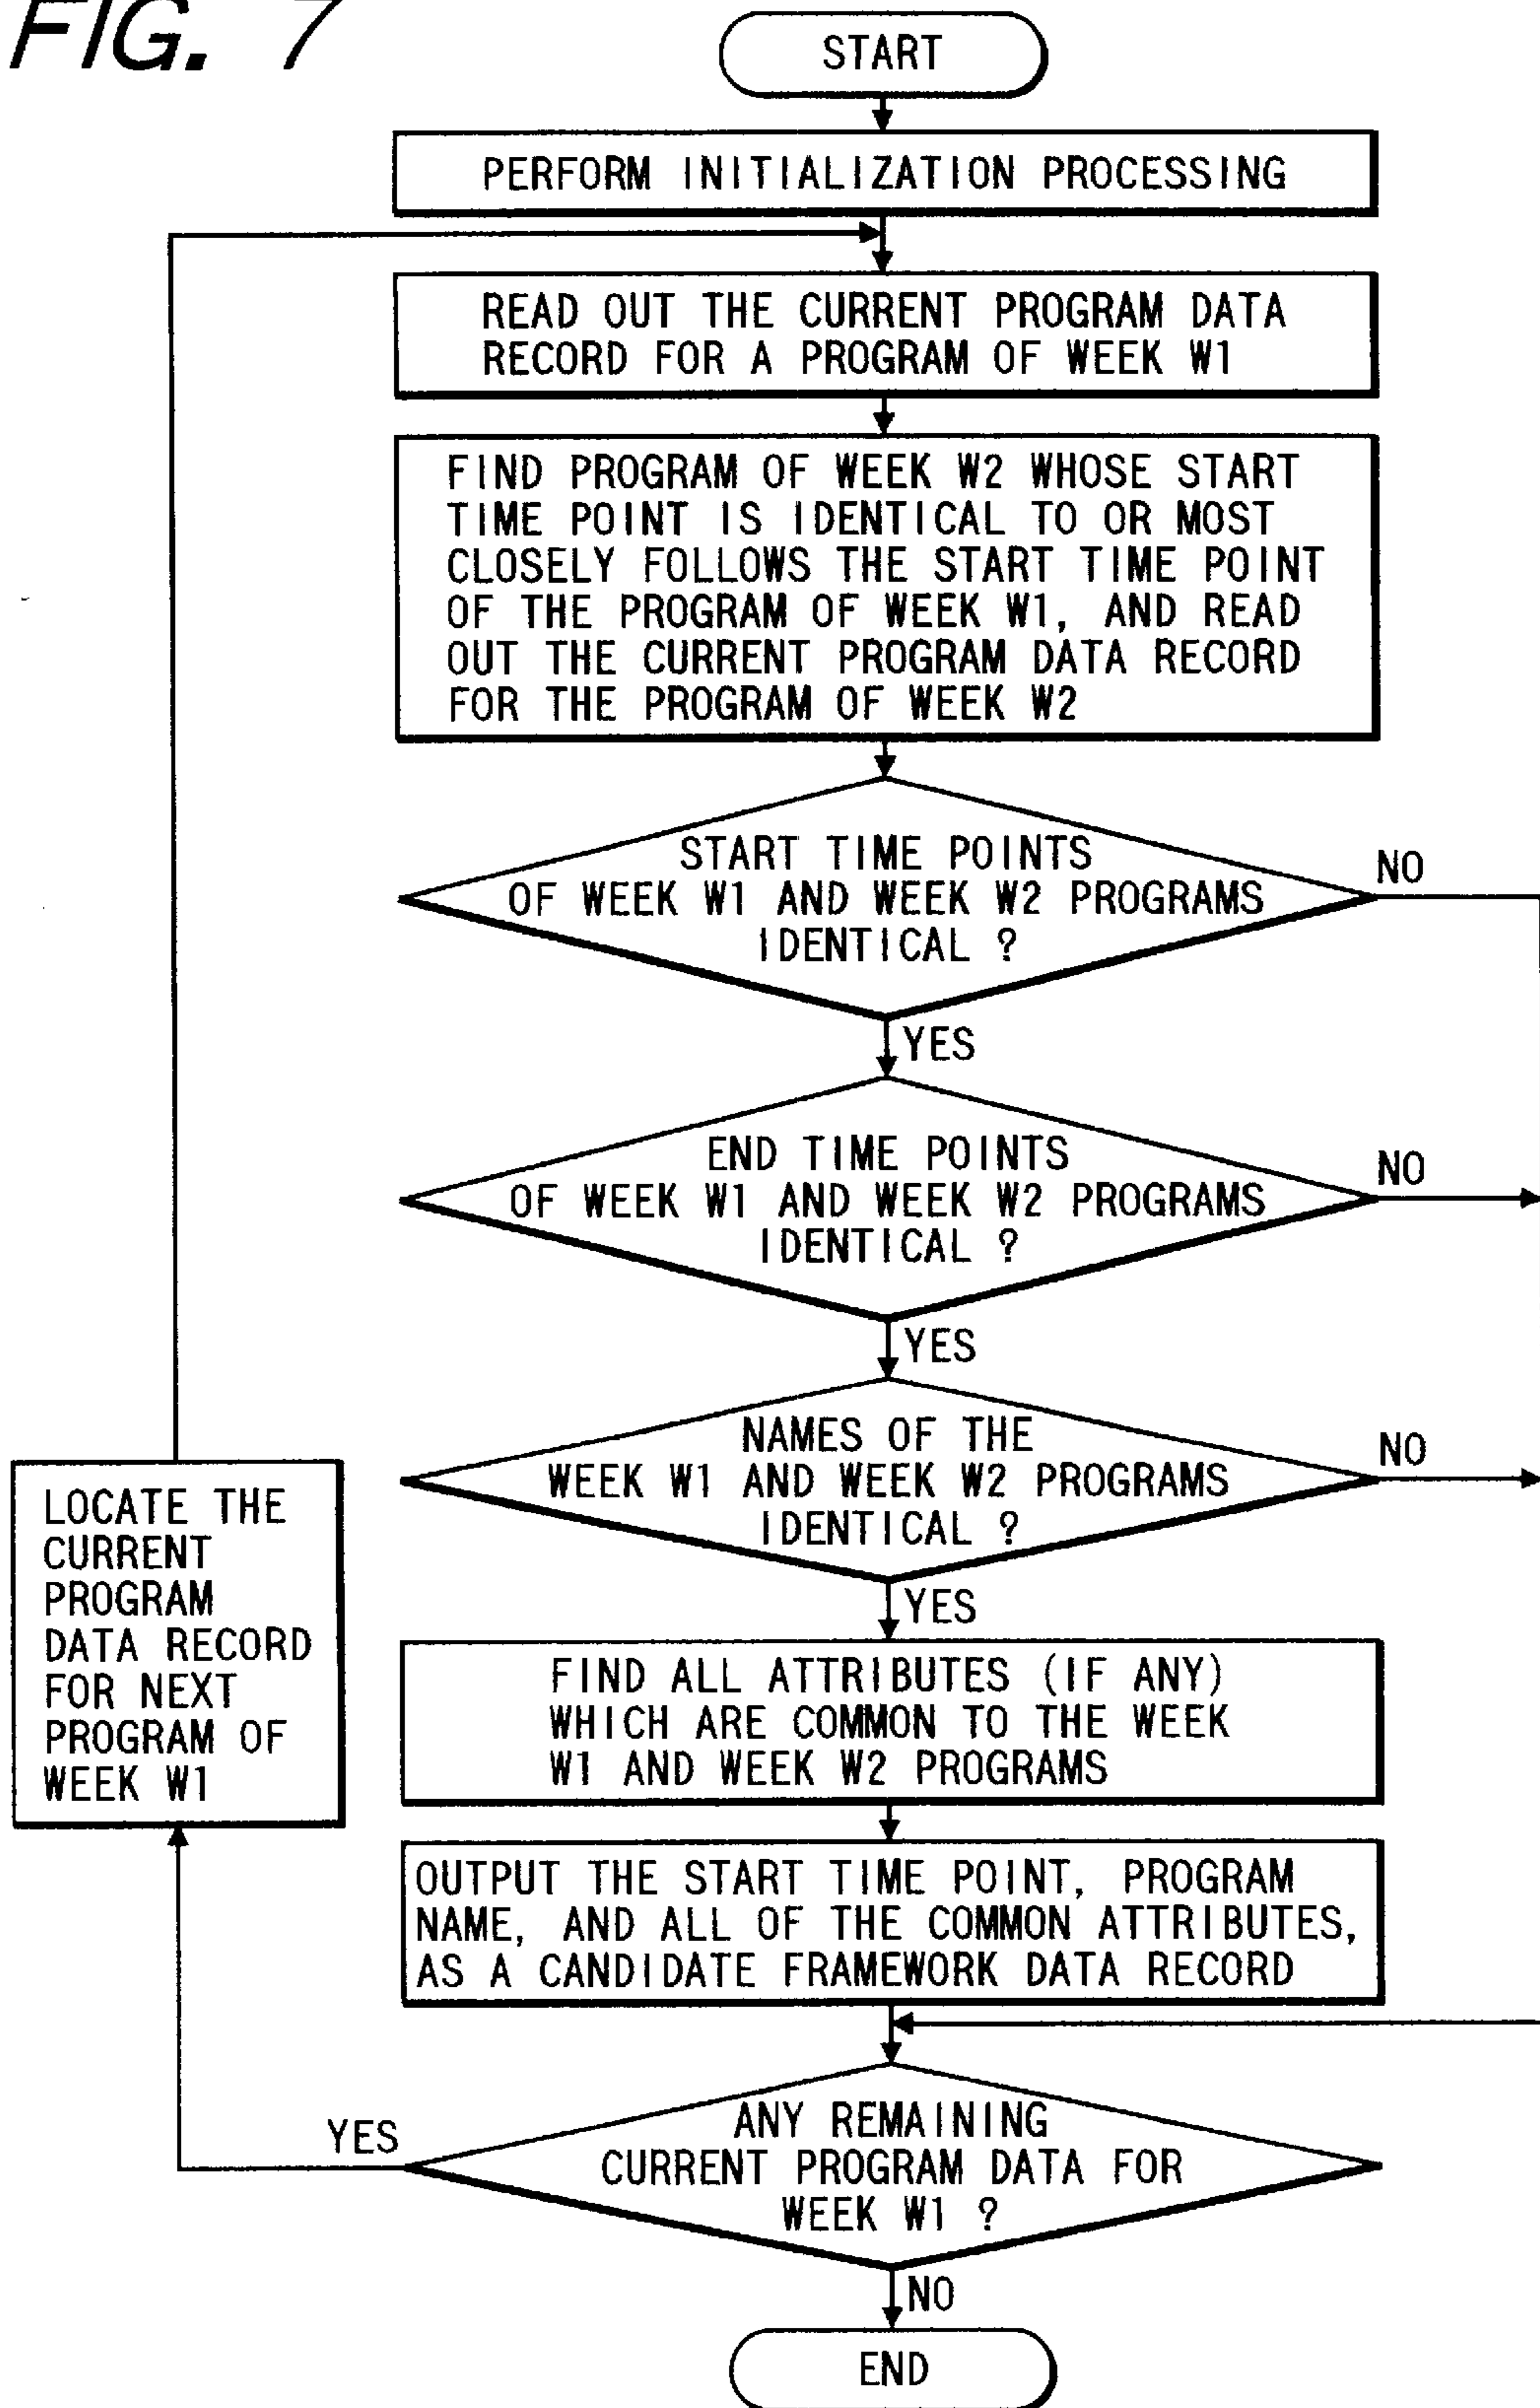 FIG. 7
START
PERFORM INITIALIZATION PROCESSING
READ OUT THE CURRENT PROGRAM DATA
RECORD FOR A PROGRAM OF WEEK W1
FIND PROGRAM OF WEEK W2 WHOSE START
TIME POINT IS IDENTICAL TO OR MOST
CLOSELY FOLLOWS THE START TIME POINT
OF THE PROGRAM OF WEEK W1, AND READ
OUT THE CURRENT PROGRAM DATA RECORD
FOR THE PROGRAM OF WEEK W2
START TIME POINTS
OF WEEK W1 AND WEEK W2 PROGRAMS
IDENTICAL ?
NO
YES
END TIME POINTS
OF WEEK W1 AND WEEK W2 PROGRAMS
IDENTICAL ?
NO
YES
NAMES OF THE
WEEK W1 AND WEEK W2 PROGRAMS
IDENTICAL ?
NO
YES
FIND ALL ATTRIBUTES (IF ANY)
WHICH ARE COMMON TO THE WEEK
W1 AND WEEK W2 PROGRAMS
OUTPUT THE START TIME POINT, PROGRAM
NAME, AND ALL OF THE COMMON ATTRIBUTES,
AS A CANDIDATE FRAMEWORK DATA RECORD
ANY REMAINING
CURRENT PROGRAM DATA FOR
WEEK W1 ?
YES
LOCATE THE
CURRENT
PROGRAM
DATA RECORD
FOR NEXT
PROGRAM OF
WEEK W1
NO
END